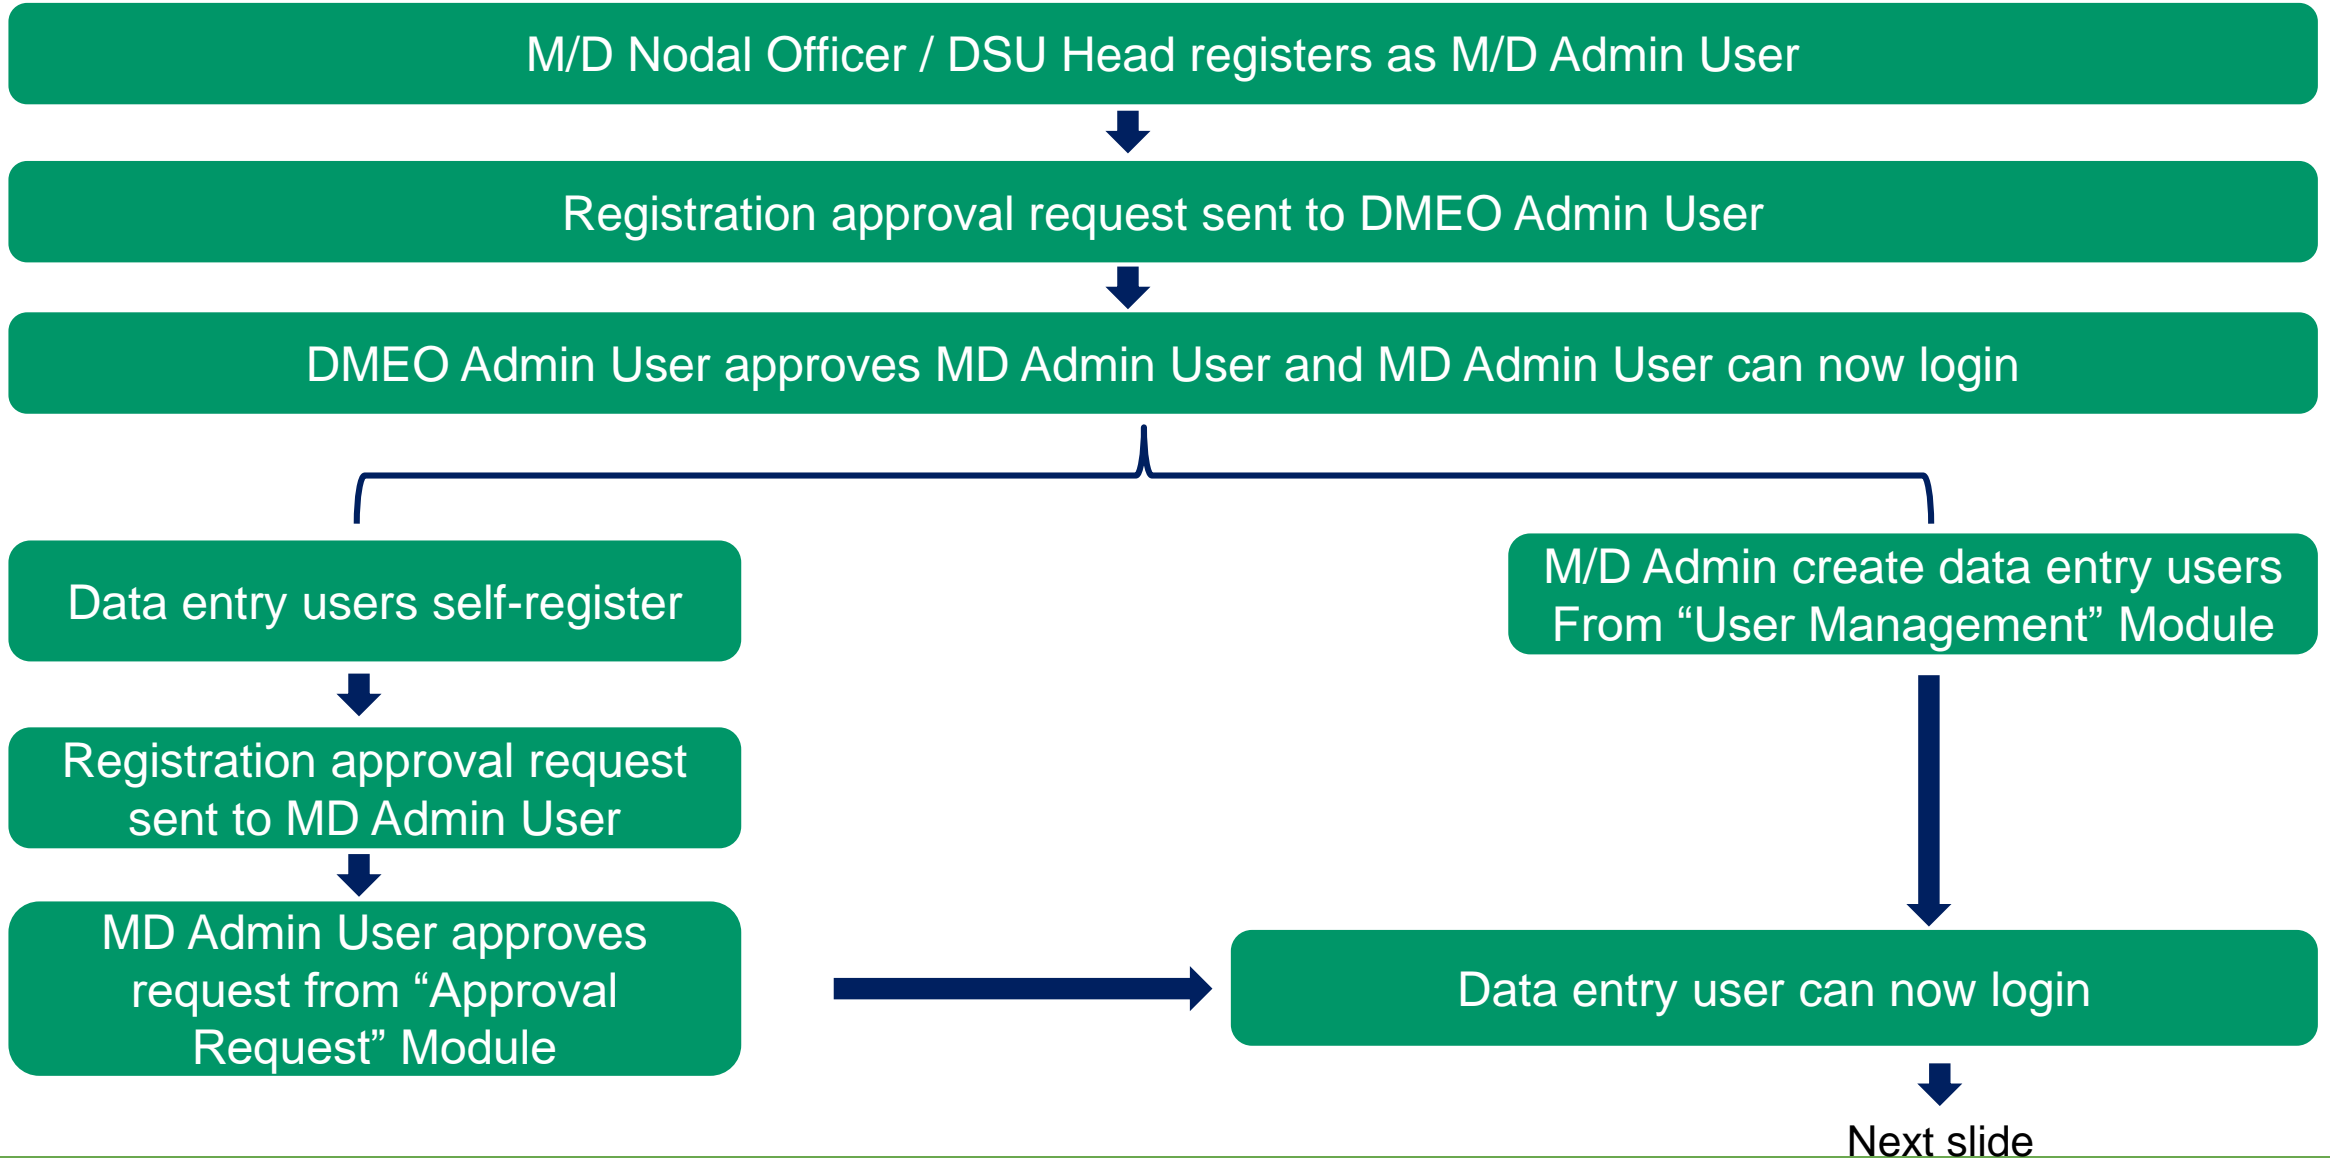 M/D Nodal Officer / DSU Head registers as M/D Admin User
Registration approval request sent to DMEO Admin User
DMEO Admin User approves MD Admin User and MD Admin User can now login
Data entry users self-register
Registration approval request
sent to MD Admin User
MD Admin User approves
request from “Approval
Request” Module
M/D Admin create data entry users
From “User Management” Module
Data entry user can now login
Next slide